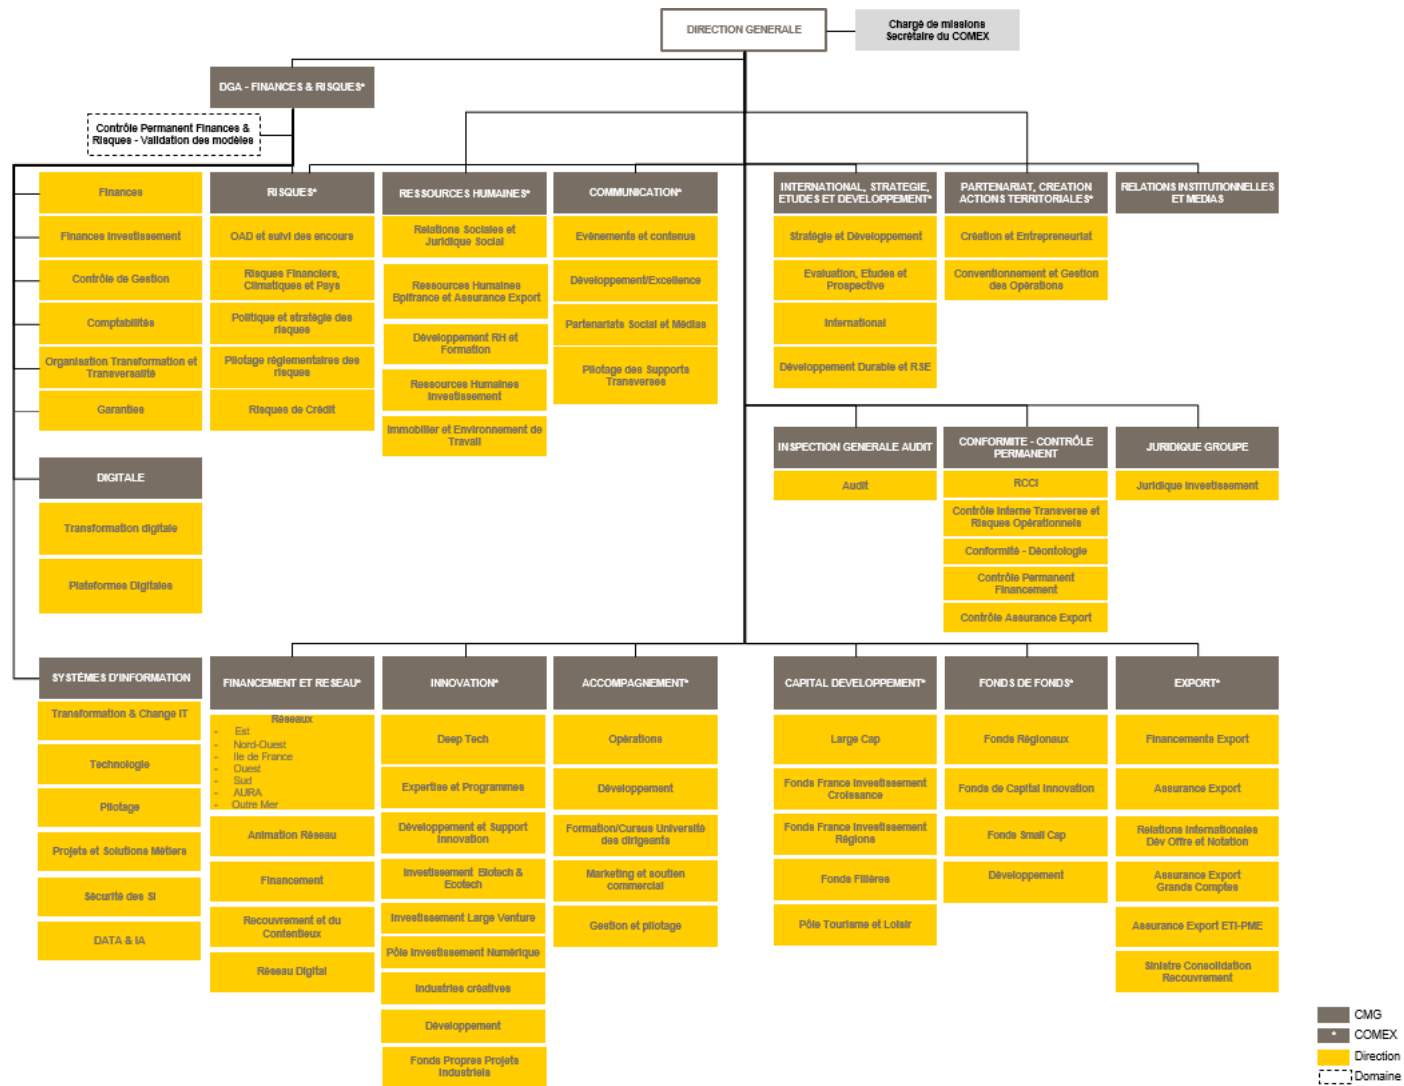 DIRECTION GENERALE
Chargé de missions
Secrétaire du COMEX
DGA - FINANCES & RISQUES*
Contrôle Permanent Finances &
Risques - Validation des modèles
Finances
Finances Investissement
Contrôle de Gestion
Comptabilités
Organisation Transformation et
Transversalité
Garanties
RISQUES*
OAD et suivi des encours
Risques Financiers,
Climatiques et Pays
Politique et stratégie des
risques
Pilotage réglementaires des
risques
Risques de Crédit
RESSOURCES HUMAINES*
Relations Sociales et
Juridique Social
Ressources Humaines
Bpifrance et Assurance Export
Développement RH et
Formation
Ressources Humaines
Investissement
Immobilier et Environnement de
Travail
COMMUNICATION*
Evénements et contenus
Développement/Excellence
Partenariats Social et Médias
Pilotage des Supports
Transverses
INTERNATIONAL, STRATEGIE,
ETUDES ET DEVELOPPEMENT*
Stratégie et Développement
Evaluation, Etudes et
Prospective
International
Développement Durable et RSE
PARTENARIAT, CREATION
ACTIONS TERRITORIALES*
Création et Entrepreneuriat
Conventionnement et Gestion
des Opérations
RELATIONS INSTITUTIONNELLES
ET MEDIAS
DIGITALE
Transformation digitale
Plateformes Digitales
INSPECTION GENERALE AUDIT
Audit
CONFORMITE - CONTRÔLE
PERMANENT
RCCI
Contrôle Interne Transverse et
Risques Opérationnels
Conformité - Déontologie
Contrôle Permanent
Financement
Contrôle Assurance Export
JURIDIQUE GROUPE
Juridique Investissement
SYSTÈMES D'INFORMATION
Transformation & Change IT
Technologie
Pilotage
Projets et Solutions Métiers
Sécurité des SI
DATA & IA
FINANCEMENT ET RESEAU*
Réseaux
- Est
- Nord-Ouest
- Ile de France
- Ouest
- Sud
- AURA
- Outre Mer
Animation Réseau
Financement
Recouvrement et du
Contentieux
Réseau Digital
INNOVATION*
Deep Tech
Expertise et Programmes
Développement et Support
Innovation
Investissement Biotech &
Ecotech
Investissement Large Venture
Pôle Investissement Numérique
Industries créatives
Développement
Fonds Propres Projets
Industriels
ACCOMPAGNEMENT*
Opérations
Développement
Formation/Cursus Université
des dirigeants
Marketing et soutien
commercial
Gestion et pilotage
CAPITAL DEVELOPPEMENT*
Large Cap
Fonds France Investissement
Croissance
Fonds France Investissement
Régions
Fonds Filières
Pôle Tourisme et Loisir
FONDS DE FONDS*
Fonds Régionaux
Fonds de Capital Innovation
Fonds Small Cap
Développement
EXPORT*
Financements Export
Assurance Export
Relations Internationales
Dév Offre et Notation
Assurance Export
Grands Comptes
Assurance Export ETI-PME
Sinistre Consolidation
Recouvrement
CMG
* COMEX
Direction
Domaine